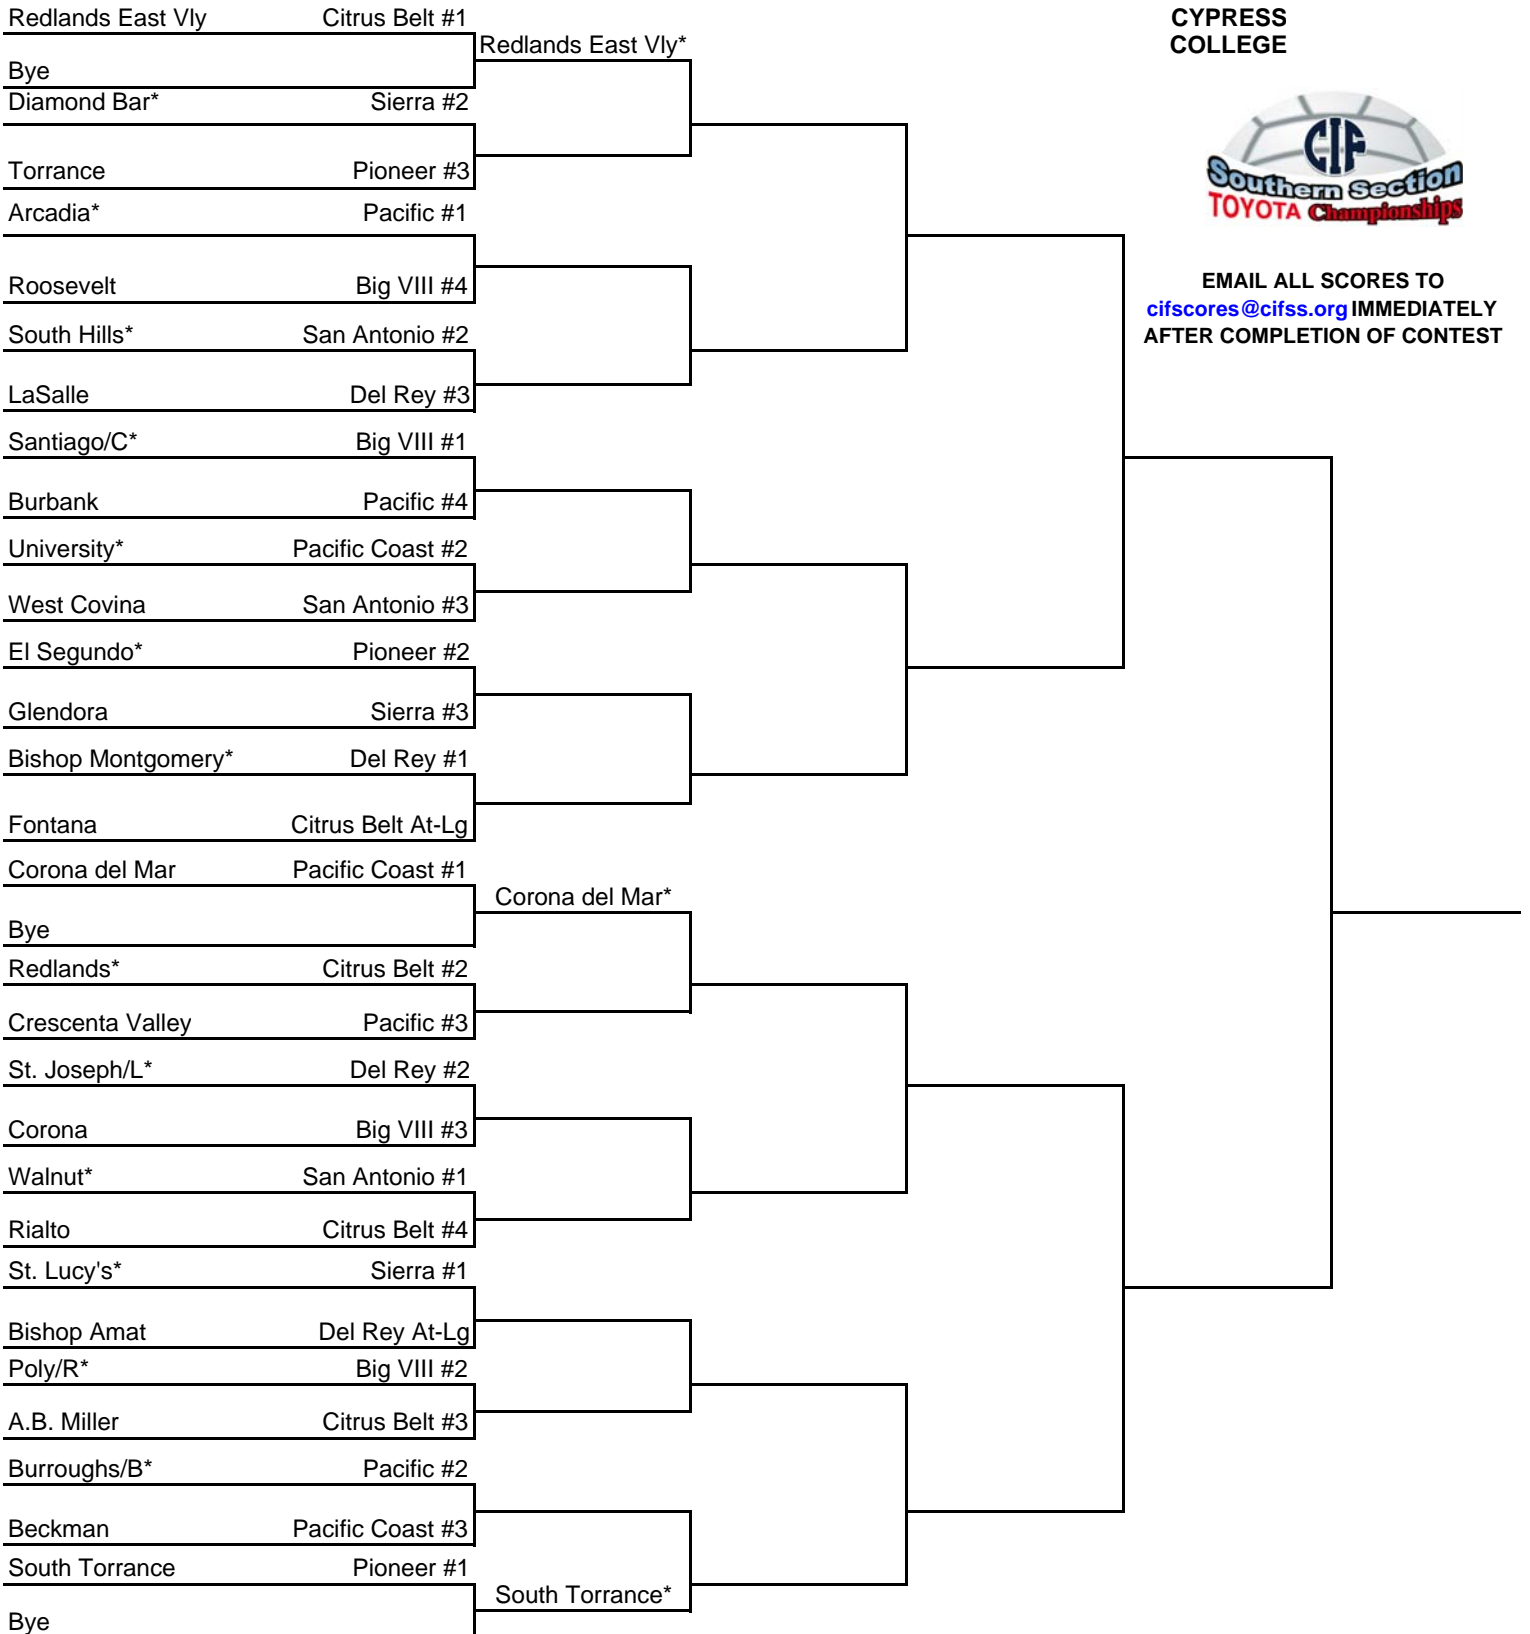 Redlands East Vly Citrus Belt #1
Redlands East Vly*
Bye
Diamond Bar* Sierra #2
Torrance Pioneer #3
Arcadia* Pacific #1
Roosevelt Big VIII #4
South Hills* San Antonio #2
LaSalle Del Rey #3
Santiago/C* Big VIII #1
Burbank Pacific #4
University* Pacific Coast #2
West Covina San Antonio #3
El Segundo* Pioneer #2
Glendora Sierra #3
Bishop Montgomery* Del Rey #1
Fontana Citrus Belt At-Lg
Corona del Mar Pacific Coast #1
Corona del Mar*
Bye
Redlands* Citrus Belt #2
Crescenta Valley Pacific #3
St. Joseph/L* Del Rey #2
Corona Big VIII #3
Walnut* San Antonio #1
Rialto Citrus Belt #4
St. Lucy's* Sierra #1
Bishop Amat Del Rey At-Lg
Poly/R* Big VIII #2
A.B. Miller Citrus Belt #3
Burroughs/B* Pacific #2
Beckman Pacific Coast #3
South Torrance Pioneer #1
South Torrance*
Bye
CYPRESS
COLLEGE
CIF
Southern Section
TOYOTA Championships
EMAIL ALL SCORES TO
cifscores@cifss.org IMMEDIATELY
AFTER COMPLETION OF CONTEST